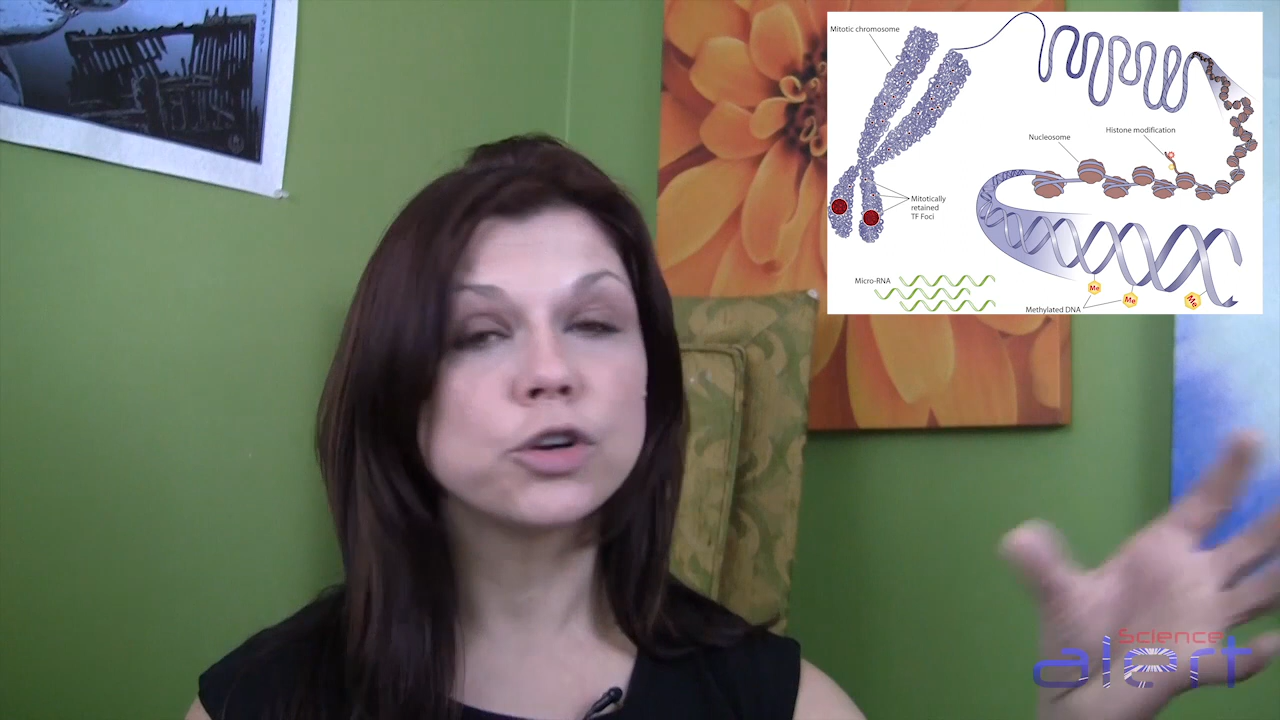 Mitotic chromosome
Histone modification
Nucleosome
Mitotically
retained
TF Foci
Micro-RNA
Me
Me
Me
Methylated DNA
Science
alert